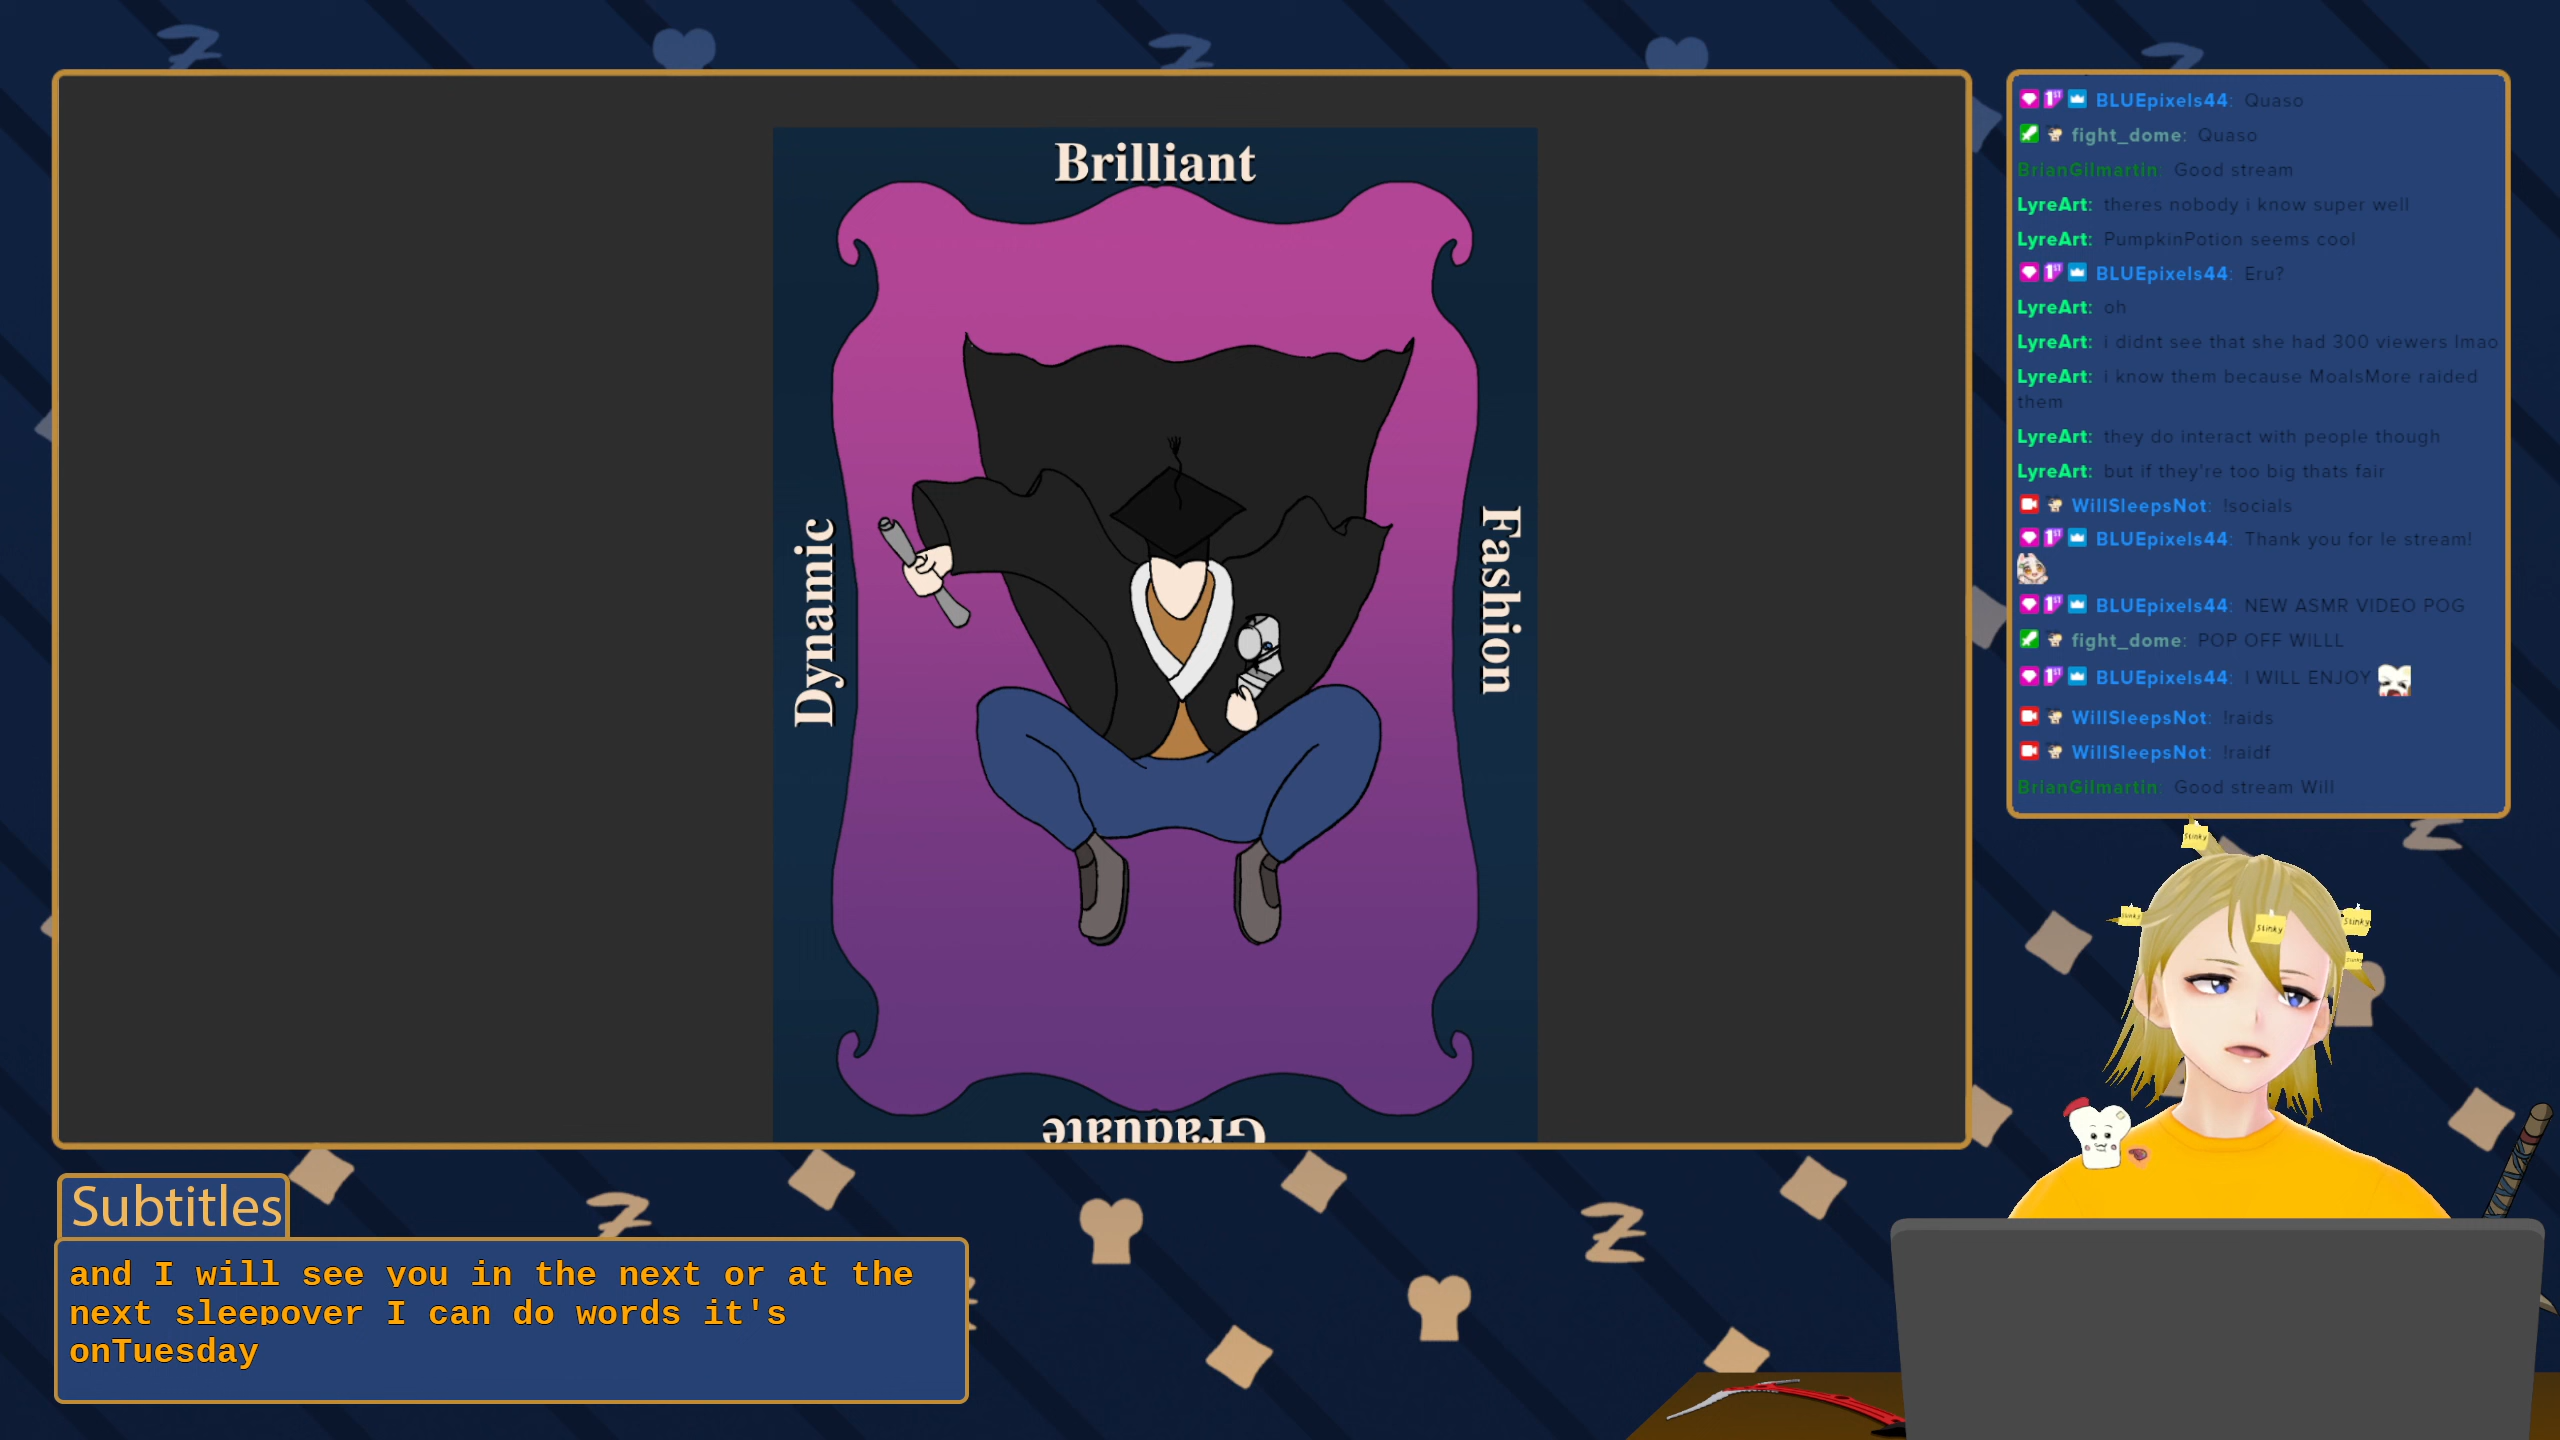 Brilliant
Dynamic
Fashion
Graduate
BLUEpixels44: Quaso
fight_dome: Quaso
BrianGilmartin: Good stream
LyreArt: theres nobody i know super well
LyreArt: PumpkinPotion seems cool
BLUEpixels44: Eru?
LyreArt: oh
LyreArt: i didnt see that she had 300 viewers lmao
LyreArt: i know them because MoaIsMore raided
them
LyreArt: they do interact with people though
LyreArt: but if they're too big thats fair
WillSleepsNot: !socials
BLUEpixels44: Thank you for le stream!
BLUEpixels44: NEW ASMR VIDEO POG
fight_dome: POP OFF WILLL
BLUEpixels44: I WILL ENJOY
WillSleepsNot: !raids
WillSleepsNot: !raidf
BrianGilmartin: Good stream Will
Stinky
Stinky
Stinky
Subtitles
and I will see you in the next or at the
next sleepover I can do words it's
onTuesday